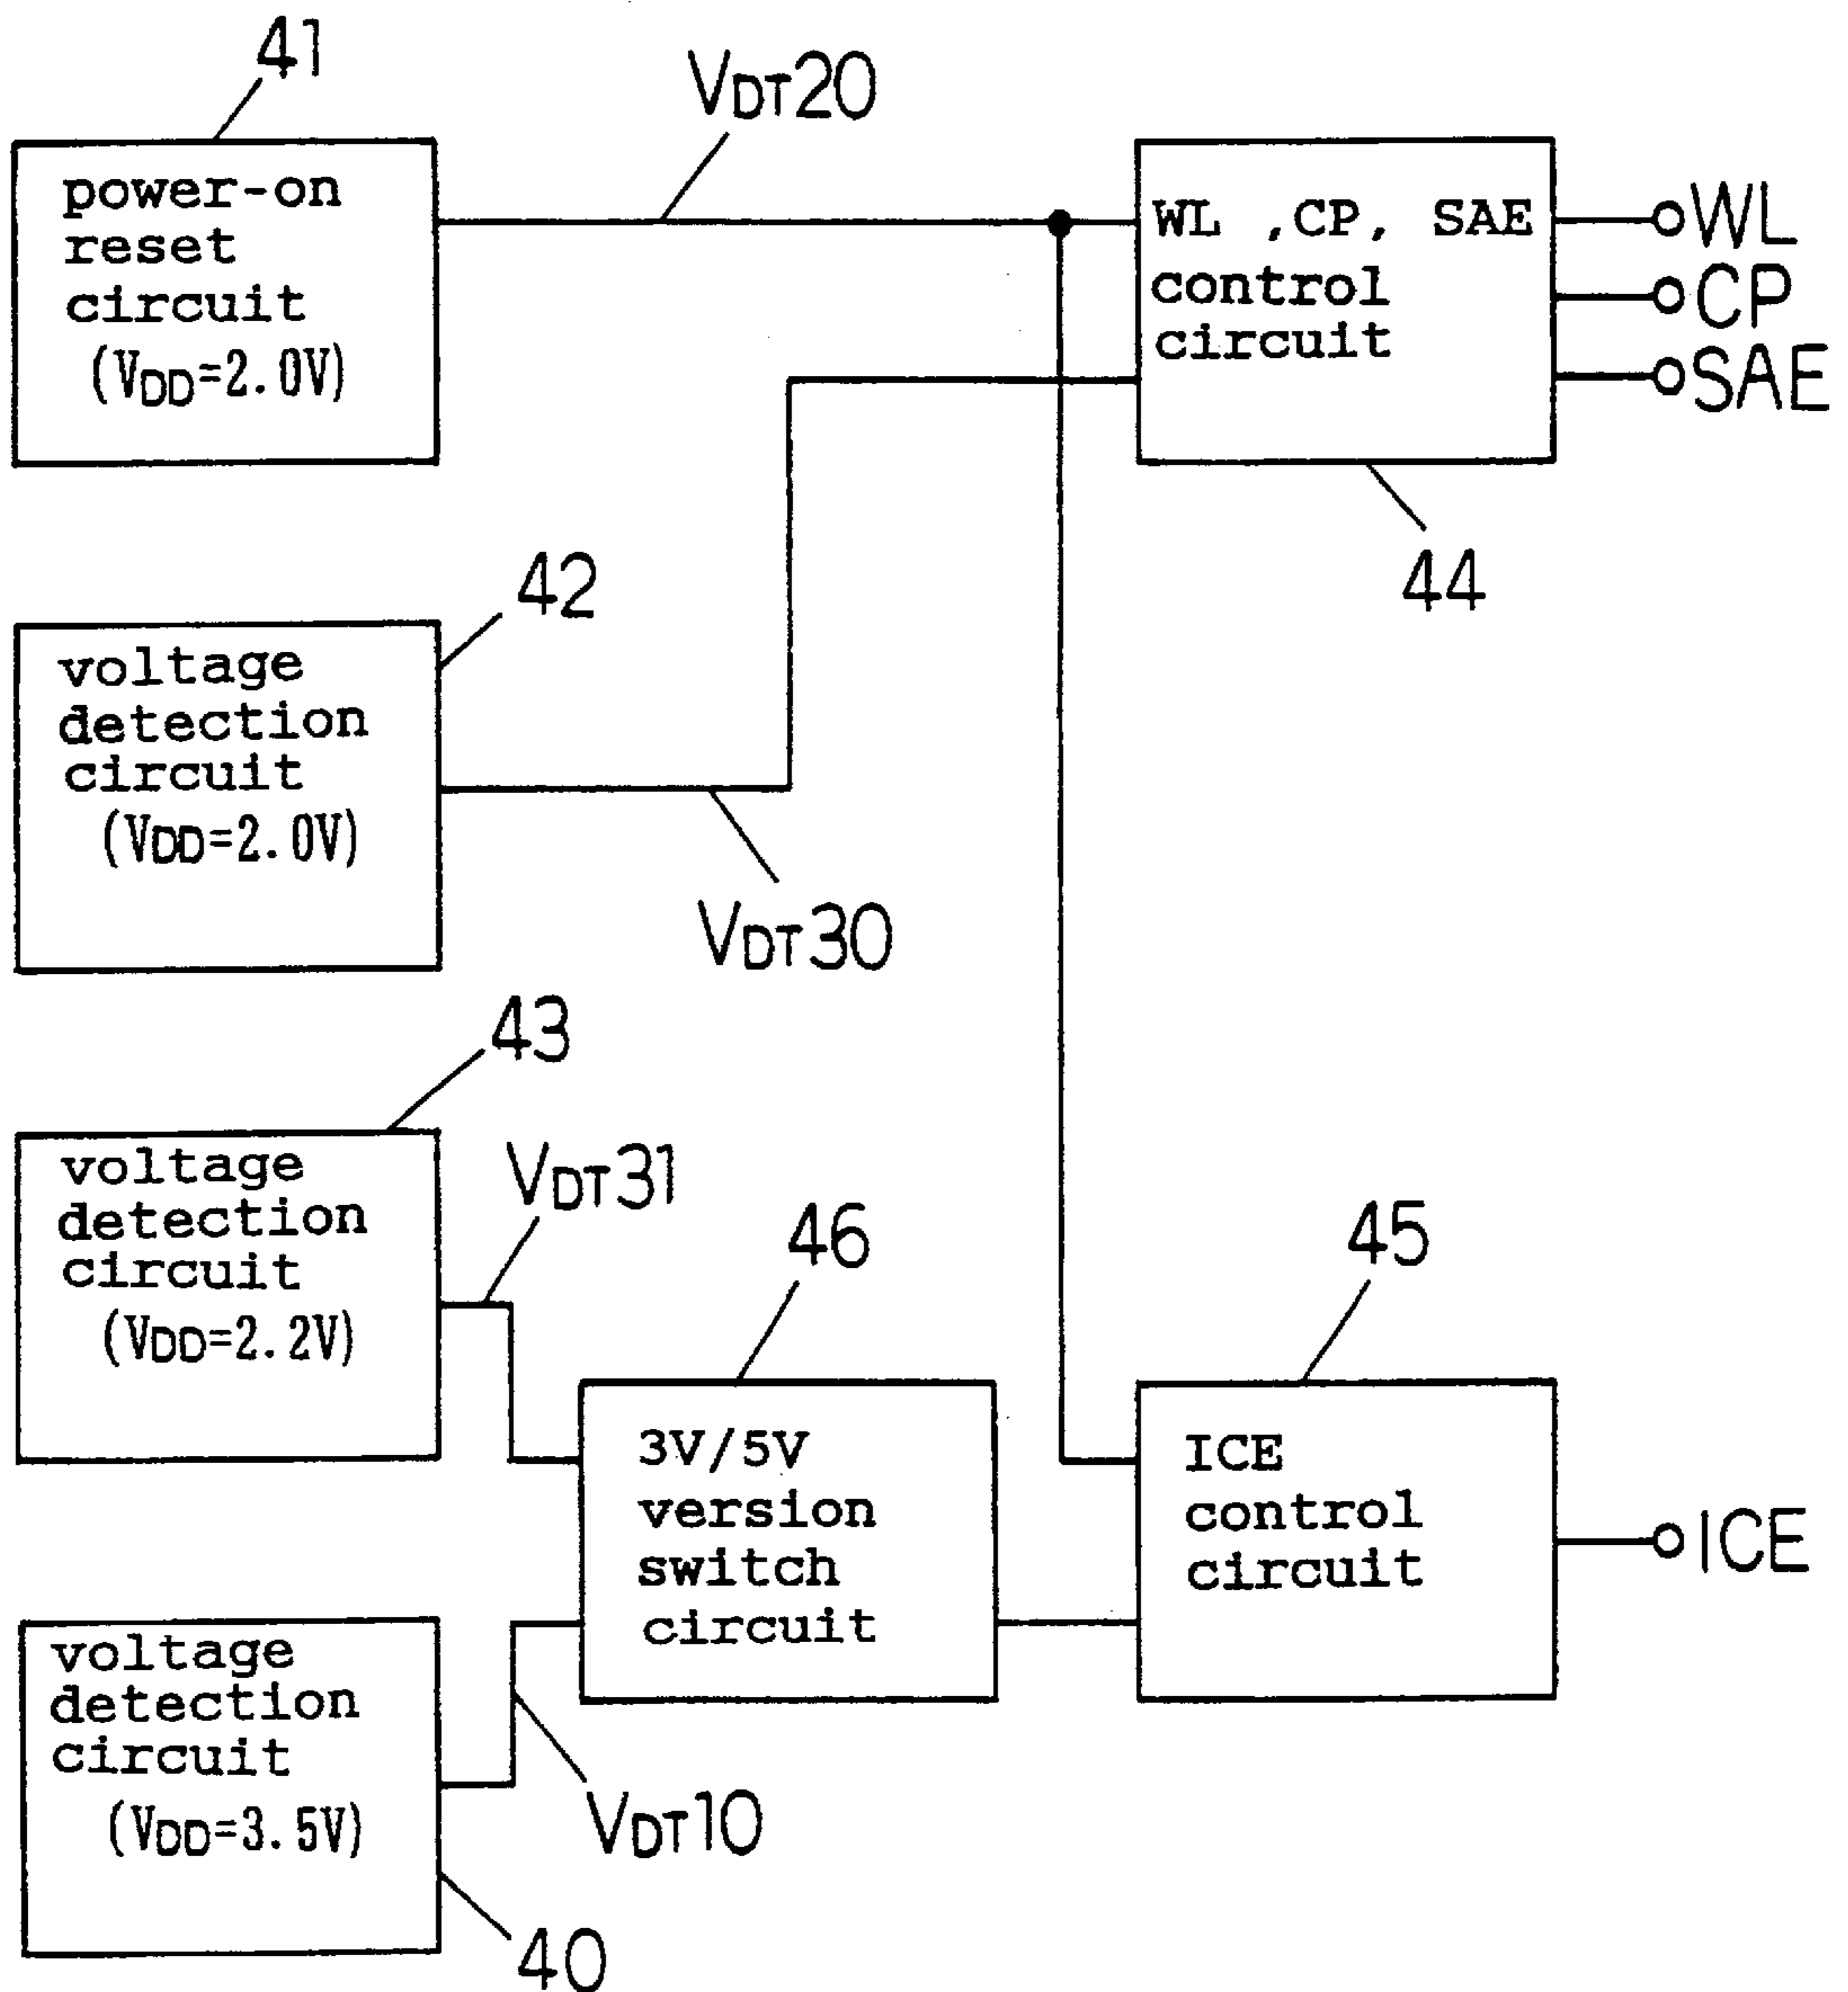 41
VDT20
power-on
reset
circuit
(VDD=2.0V)
WL ,CP, SAE
control
circuit
WL
CP
SAE
44
42
voltage
detection
circuit
(VDD=2.0V)
VDT30
43
voltage
detection
circuit
(VDD=2.2V)
VDT31
46
45
3V/5V
version
switch
circuit
ICE
control
circuit
ICE
voltage
detection
circuit
(VDD=3.5V)
VDT10
40